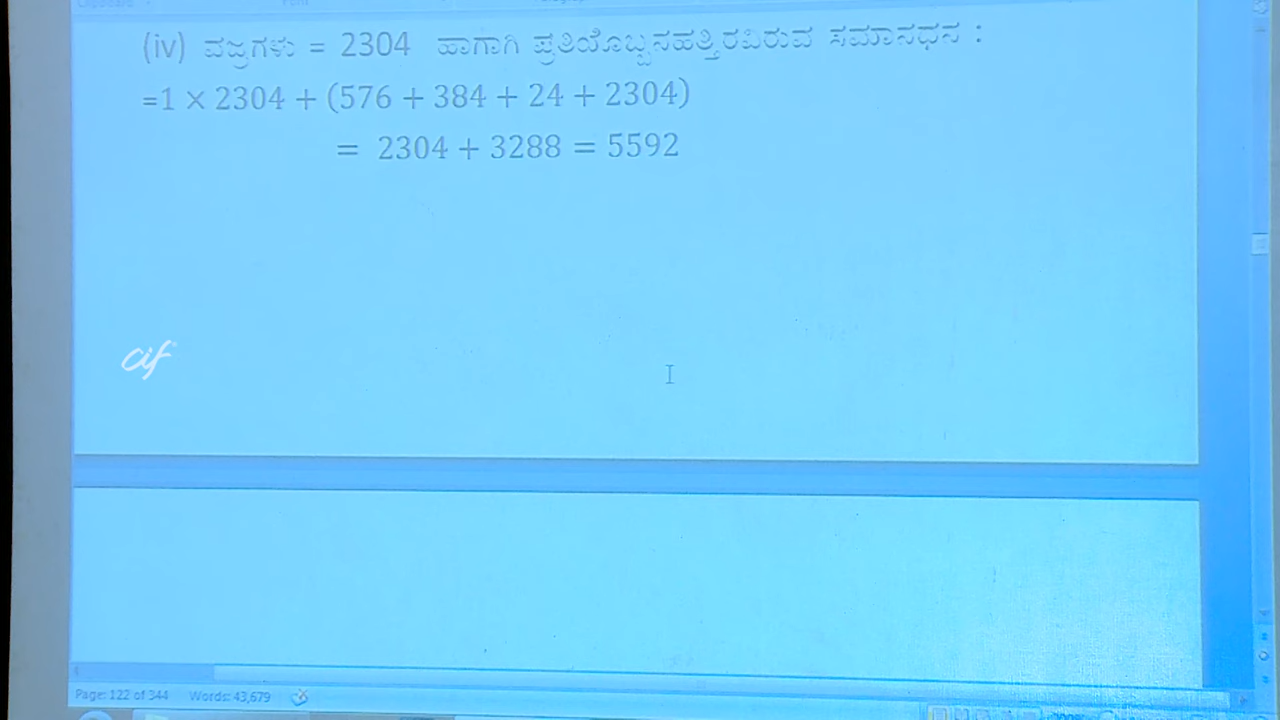 (iv) ವಜ್ರಗಳು = 2304 ಹಾಗಾಗಿ ಪ್ರತಿಯೊಬ್ಬನಹತ್ತಿರವಿರುವ ಸಮಾನಧನ :
=1 × 2304 + (576 + 384 + 24 + 2304)
= 2304 + 3288 = 5592
cif
Page: 122 of 344 Words: 43,679